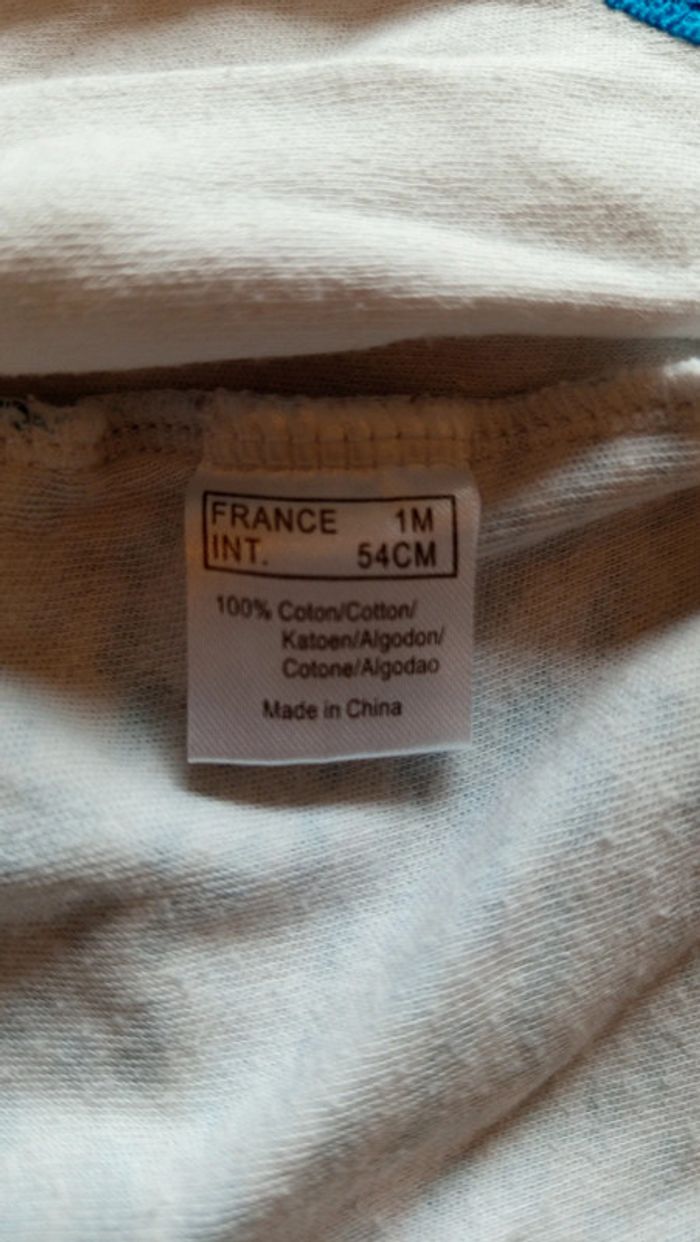 FRANCE 1M
INT. 54CM
100% Coton/Cotton/
Katoen/Algodon/
Cotone/Algodao
Made in China